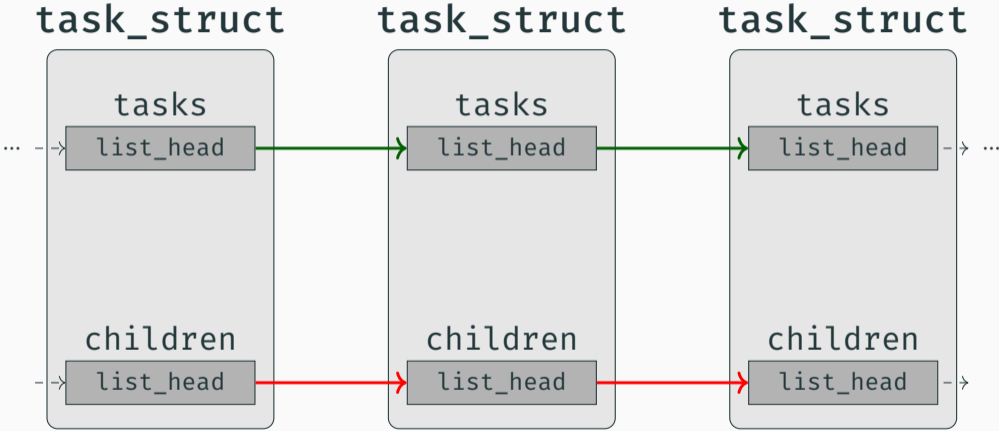 task_struct task_struct task_struct
tasks tasks tasks
... list_head list_head list_head ...
children children children
list_head list_head list_head